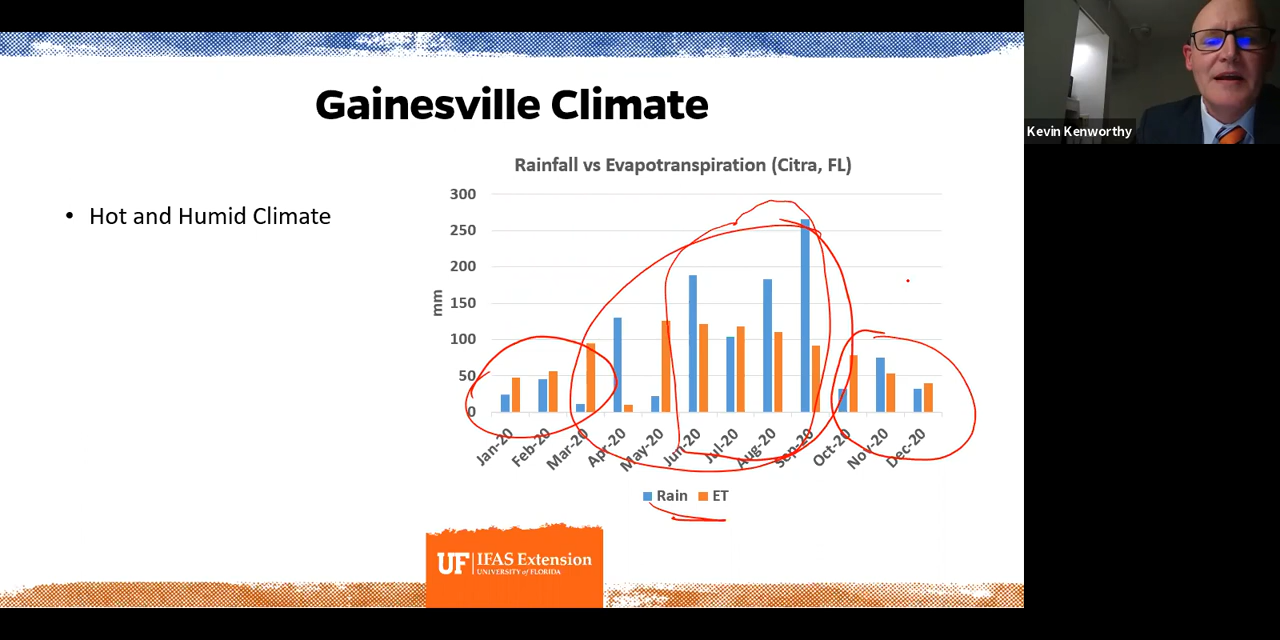 Gainesville Climate
Kevin Kenworthy
• Hot and Humid Climate
Rainfall vs Evapotranspiration (Citra, FL)
300
250
200
150
100
50
0
mm
Jan-20 Feb-20 Mar-20 Apr-20 May-20 Jun-20 Jul-20 Aug-20 Sep-20 Oct-20 Nov-20 Dec-20
Rain ET
UF IFAS Extension
UNIVERSITY of FLORIDA